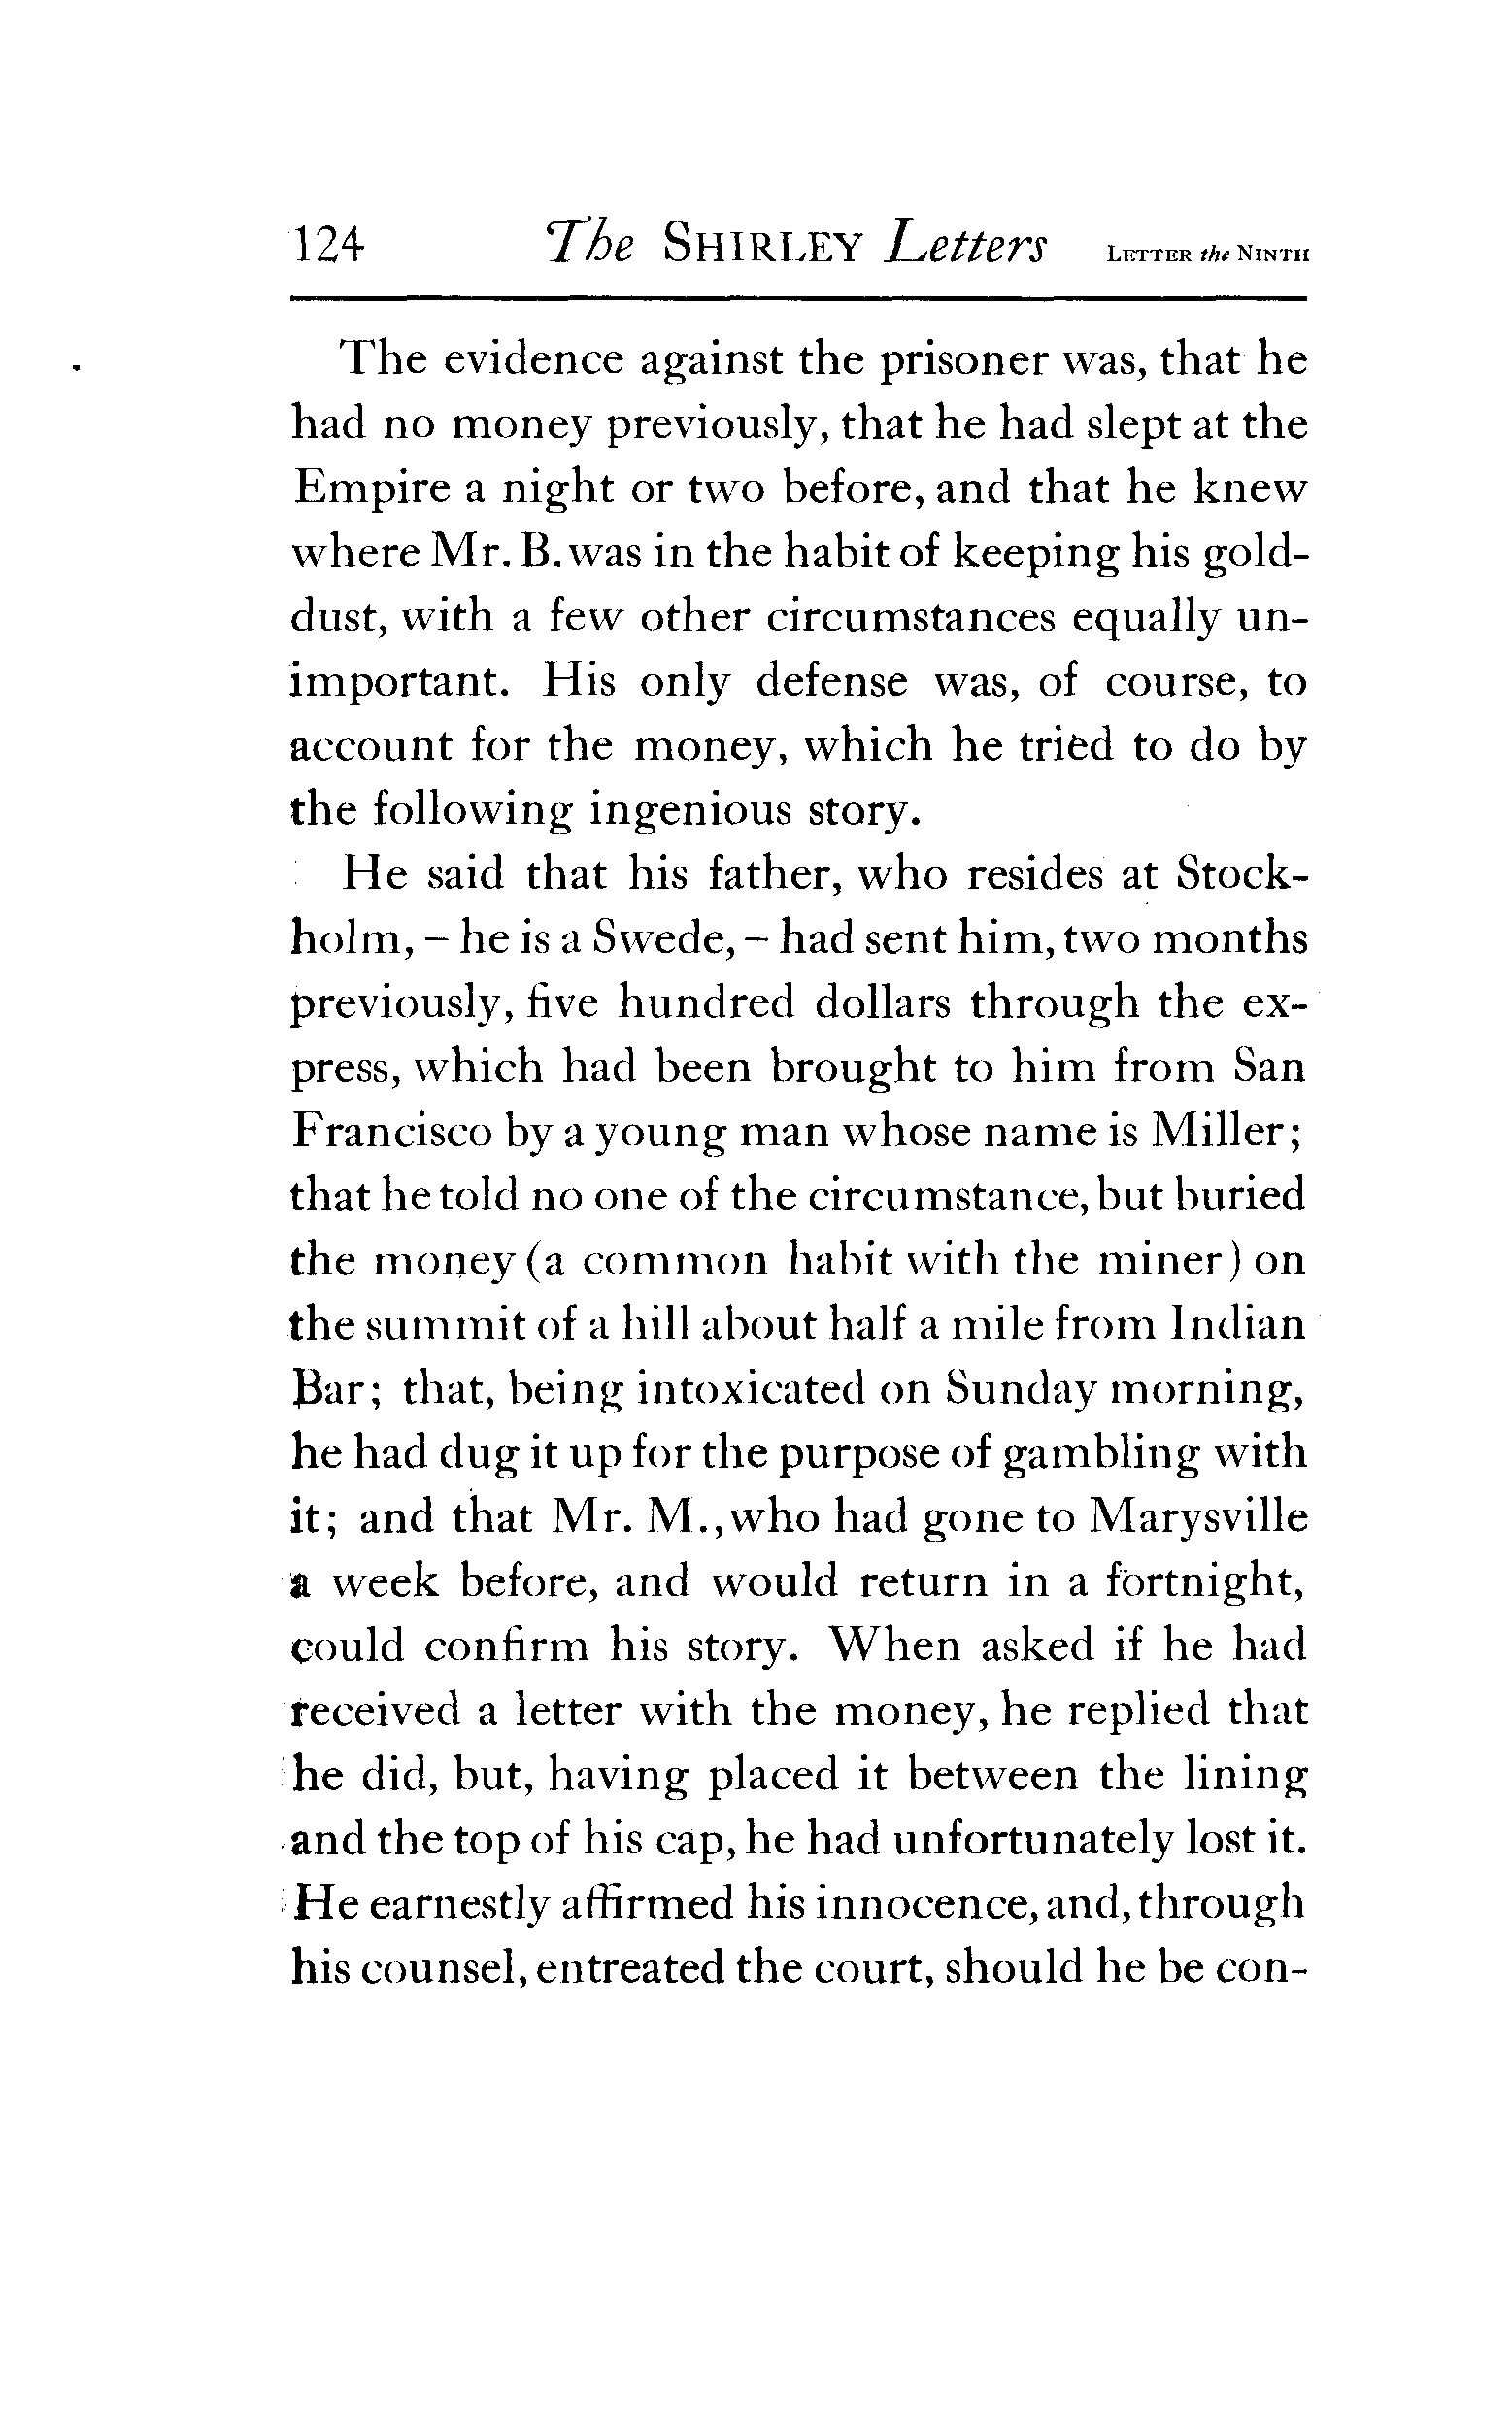 124 The SHIRLEY Letters LETTER the NINTH
The evidence against the prisoner was, that he
had no money previously, that he had slept at the
Empire a night or two before, and that he knew
where Mr. B. was in the habit of keeping his gold-
dust, with a few other circumstances equally un-
important. His only defense was, of course, to
account for the money, which he tried to do by
the following ingenious story.
He said that his father, who resides at Stock-
holm, – he is a Swede, – had sent him, two months
previously, five hundred dollars through the ex-
press, which had been brought to him from San
Francisco by a young man whose name is Miller;
that he told no one of the circumstance, but buried
the money (a common habit with the miner) on
the summit of a hill about half a mile from Indian
Bar; that, being intoxicated on Sunday morning,
he had dug it up for the purpose of gambling with
it; and that Mr. M., who had gone to Marysville
a week before, and would return in a fortnight,
could confirm his story. When asked if he had
received a letter with the money, he replied that
he did, but, having placed it between the lining
and the top of his cap, he had unfortunately lost it.
He earnestly affirmed his innocence, and, through
his counsel, entreated the court, should he be con-